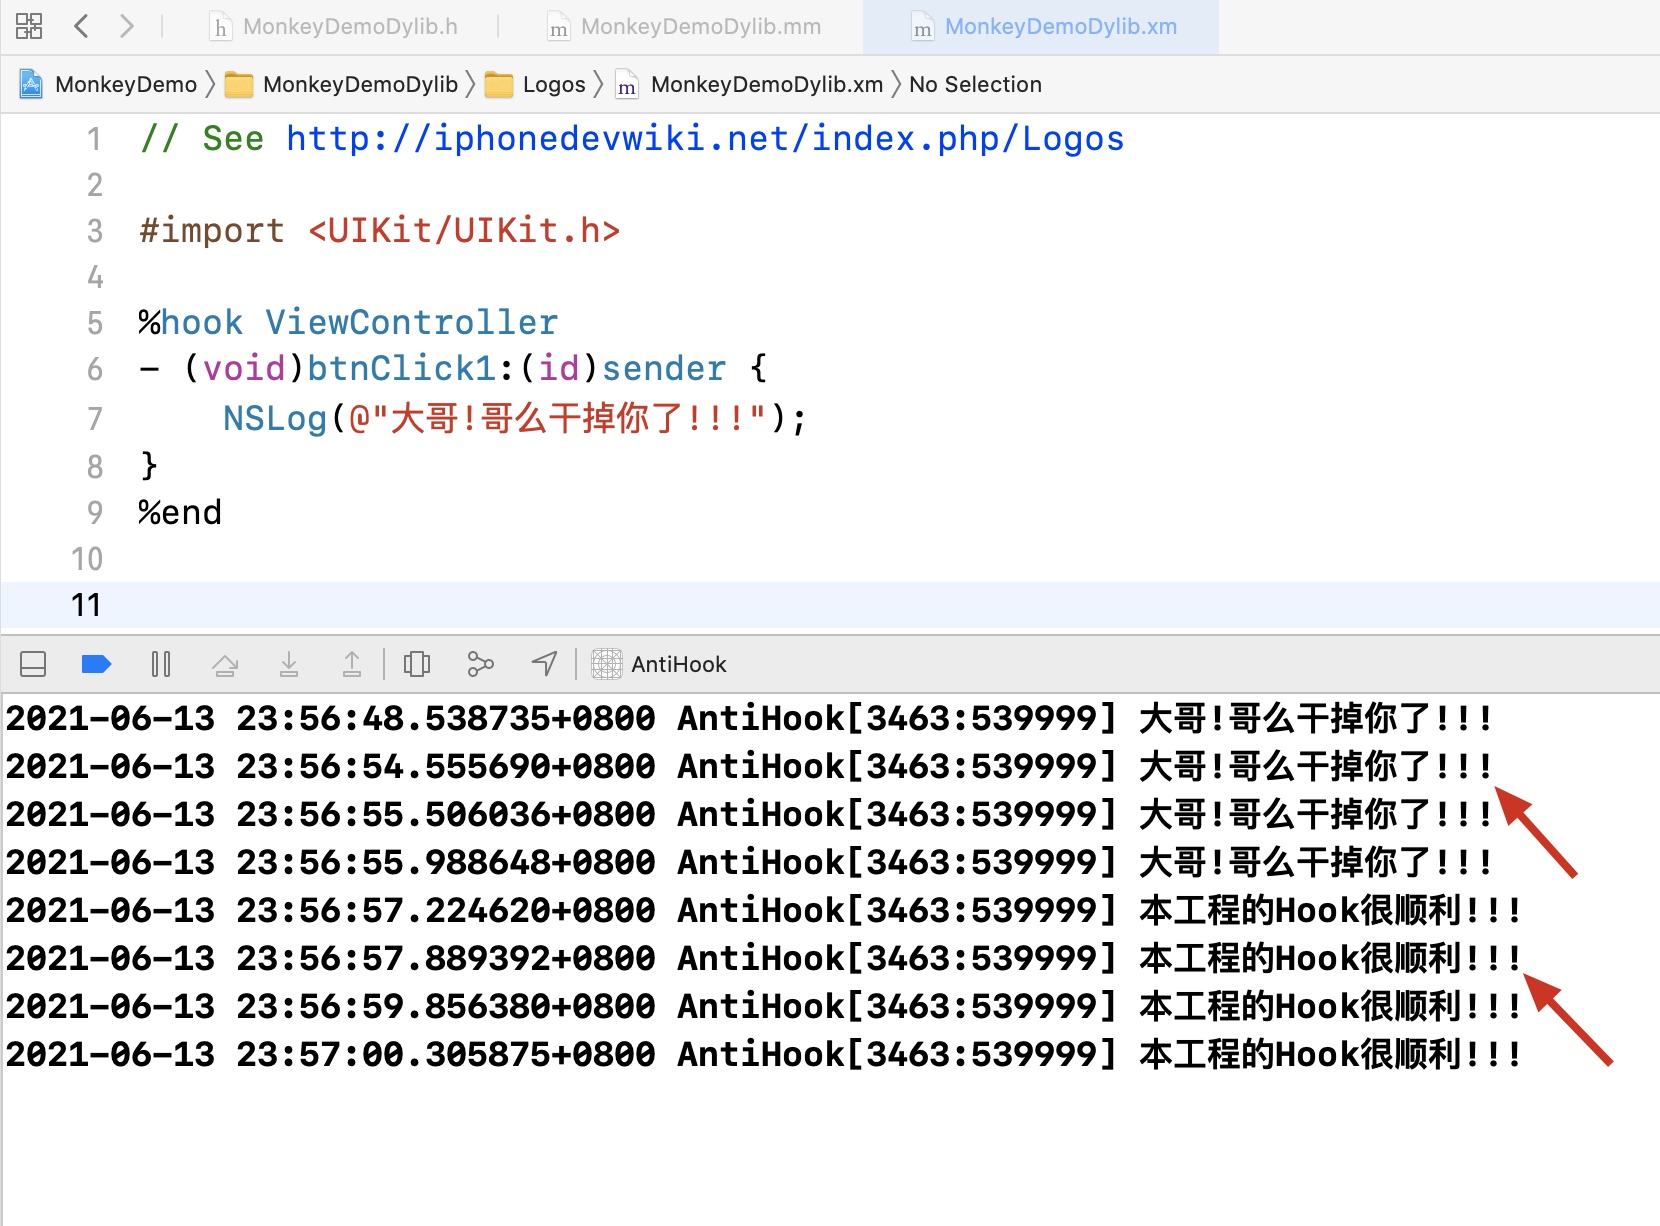 MonkeyDemoDylib.h MonkeyDemoDylib.mm MonkeyDemoDylib.xm
MonkeyDemo MonkeyDemoDylib Logos MonkeyDemoDylib.xm No Selection
1 // See http://iphonedevwiki.net/index.php/Logos
2
3 #import <UIKit/UIKit.h>
4
5 %hook ViewController
6 - (void)btnClick1:(id)sender {
7 NSLog(@"大哥!哥么干掉你了!!!");
8 }
9 %end
10
11
AntiHook
2021-06-13 23:56:48.538735+0800 AntiHook[3463:539999] 大哥!哥么干掉你了!!!
2021-06-13 23:56:54.555690+0800 AntiHook[3463:539999] 大哥!哥么干掉你了!!!
2021-06-13 23:56:55.506036+0800 AntiHook[3463:539999] 大哥!哥么干掉你了!!!
2021-06-13 23:56:55.988648+0800 AntiHook[3463:539999] 大哥!哥么干掉你了!!!
2021-06-13 23:56:57.224620+0800 AntiHook[3463:539999] 本工程的Hook很顺利!!!
2021-06-13 23:56:57.889392+0800 AntiHook[3463:539999] 本工程的Hook很顺利!!!
2021-06-13 23:56:59.856380+0800 AntiHook[3463:539999] 本工程的Hook很顺利!!!
2021-06-13 23:57:00.305875+0800 AntiHook[3463:539999] 本工程的Hook很顺利!!!